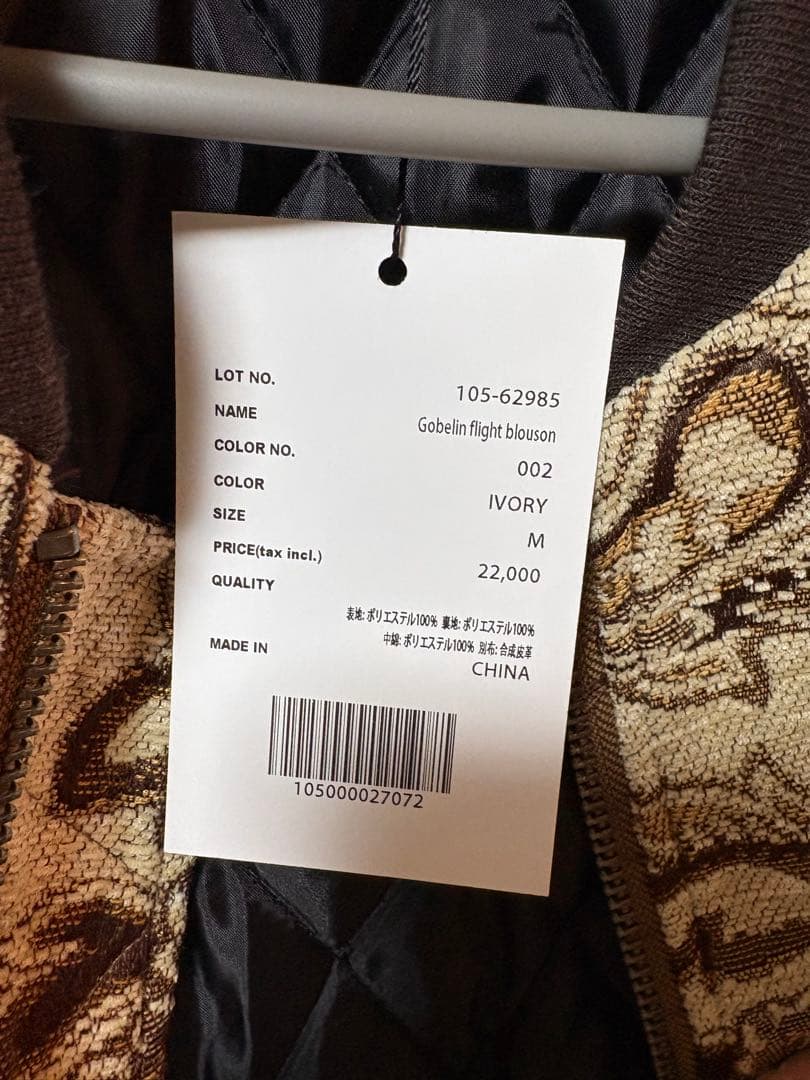 LOT NO. 105-62985
NAME Gobelin flight blouson
COLOR NO. 002
COLOR IVORY
SIZE M
PRICE(tax incl.) 22,000
QUALITY
表地:ポリエステル100% 裏地:ポリエステル100%
中綿:ポリエステル100% 別布:合成皮革
MADE IN CHINA
105000027072